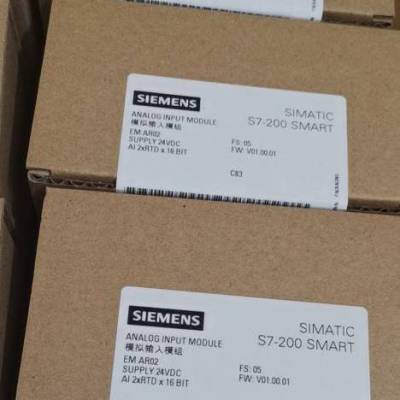 SIEMENS
SIMATIC
S7-200 SMART
ANALOG INPUT MODULE
模拟输入模组
EM AR02
SUPPLY 24VDC
AI 2xRTD x 16 BIT
FS: 05
FW: V01.00.01
C83
SIEMENS
SIMATIC
S7-200 SMART
ANALOG INPUT MODULE
模拟输入模组
EM AR02
SUPPLY 24VDC
AI 2xRTD x 16 BIT
FS: 05
FW: V01.00.01